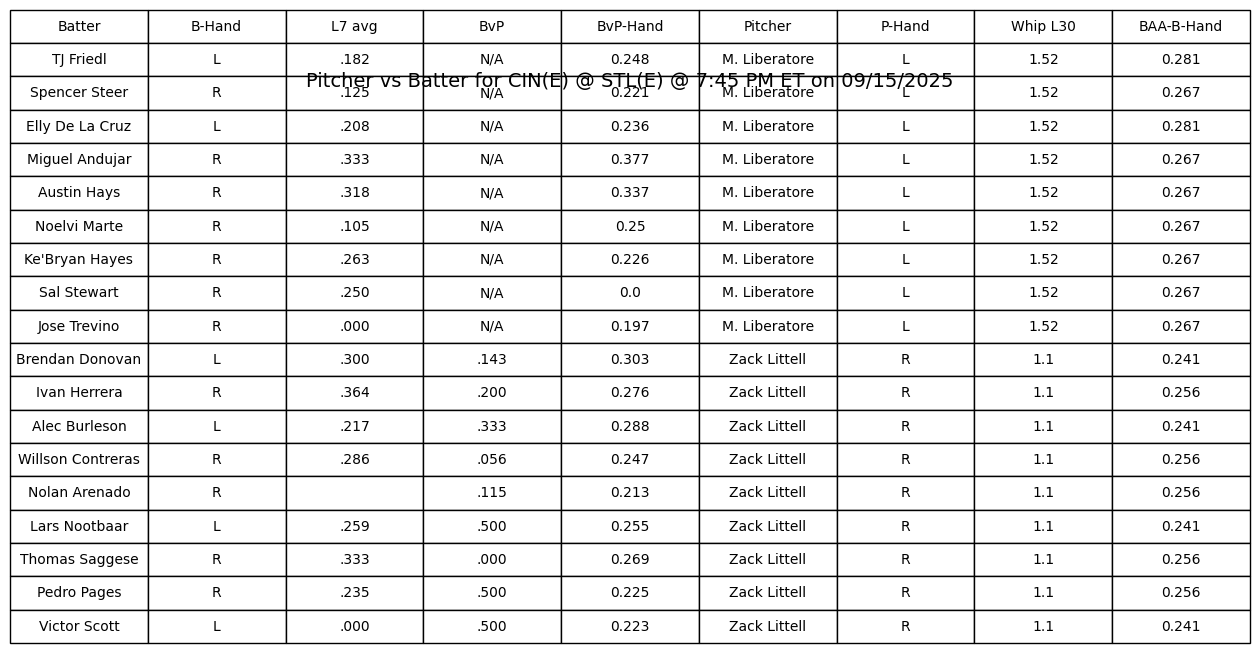 Batter B-Hand L7 avg BvP BvP-Hand Pitcher P-Hand Whip L30 BAA-B-Hand
TJ Friedl L .182 N/A 0.248 M. Liberatore L 1.52 0.281
Pitcher vs Batter for CIN(E) @ STL(E) @ 7:45 PM ET on 09/15/2025
Spencer Steer R .125 N/A 0.221 M. Liberatore L 1.52 0.267
Elly De La Cruz L .208 N/A 0.236 M. Liberatore L 1.52 0.281
Miguel Andujar R .333 N/A 0.377 M. Liberatore L 1.52 0.267
Austin Hays R .318 N/A 0.337 M. Liberatore L 1.52 0.267
Noelvi Marte R .105 N/A 0.25 M. Liberatore L 1.52 0.267
Ke'Bryan Hayes R .263 N/A 0.226 M. Liberatore L 1.52 0.267
Sal Stewart R .250 N/A 0.0 M. Liberatore L 1.52 0.267
Jose Trevino R .000 N/A 0.197 M. Liberatore L 1.52 0.267
Brendan Donovan L .300 .143 0.303 Zack Littell R 1.1 0.241
Ivan Herrera R .364 .200 0.276 Zack Littell R 1.1 0.256
Alec Burleson L .217 .333 0.288 Zack Littell R 1.1 0.241
Willson Contreras R .286 .056 0.247 Zack Littell R 1.1 0.256
Nolan Arenado R .115 0.213 Zack Littell R 1.1 0.256
Lars Nootbaar L .259 .500 0.255 Zack Littell R 1.1 0.241
Thomas Saggese R .333 .000 0.269 Zack Littell R 1.1 0.256
Pedro Pages R .235 .500 0.225 Zack Littell R 1.1 0.256
Victor Scott L .000 .500 0.223 Zack Littell R 1.1 0.241